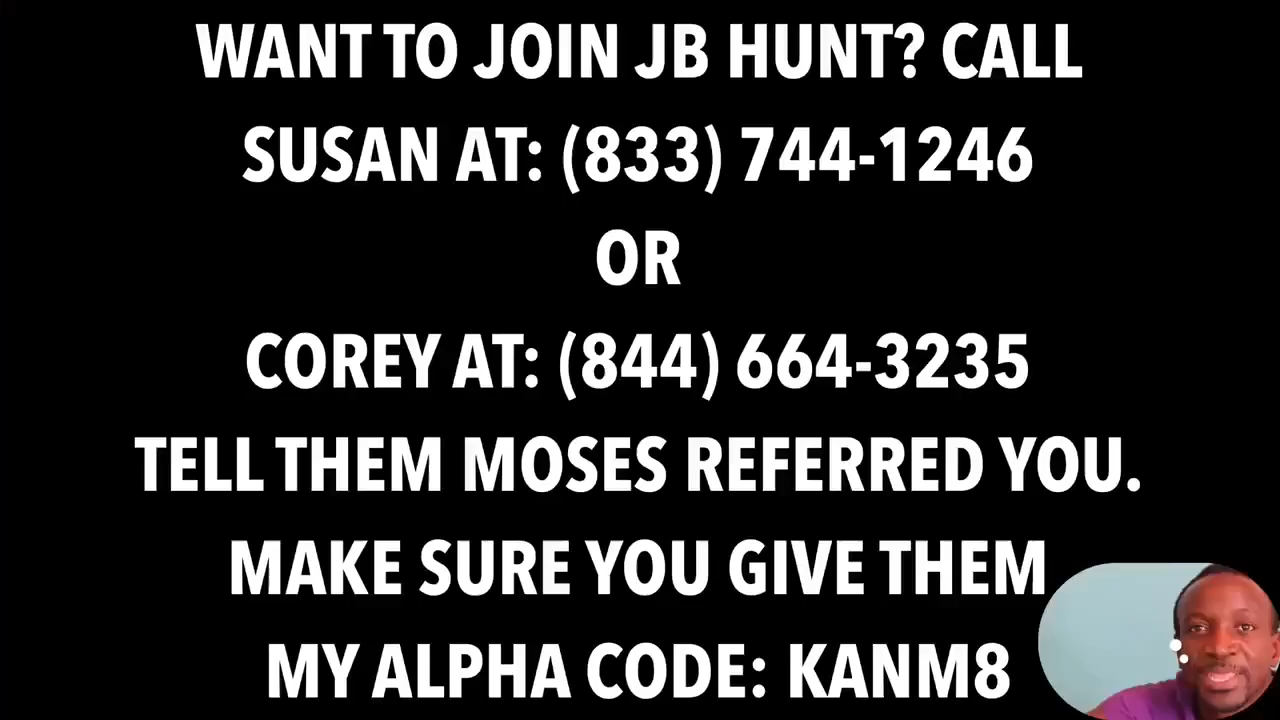 WANT TO JOIN JB HUNT? CALL
SUSAN AT: (833) 744-1246
OR
COREY AT: (844) 664-3235
TELL THEM MOSES REFERRED YOU.
MAKE SURE YOU GIVE THEM
MY ALPHA CODE: KANM8